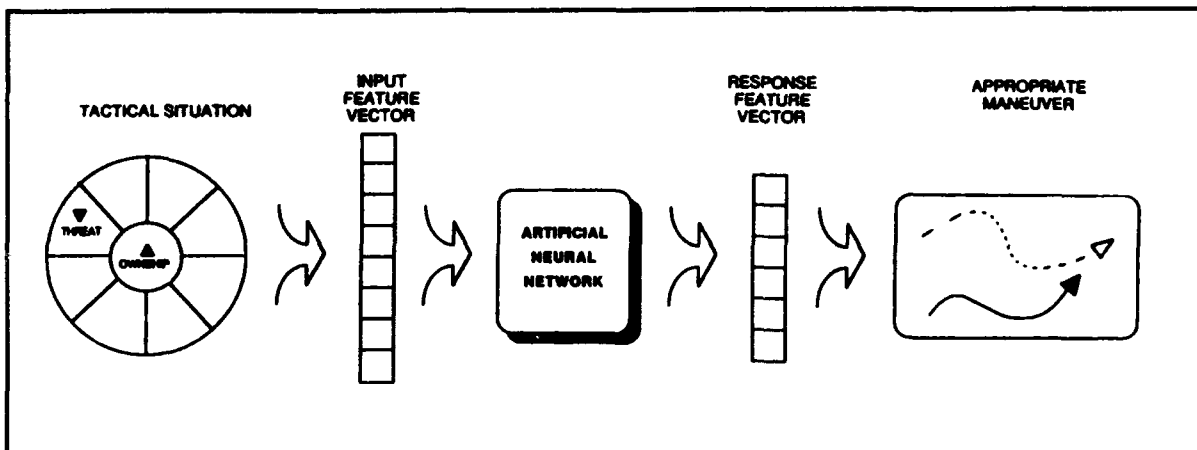 TACTICAL SITUATION
THREAT
OWNSHIP
INPUT
FEATURE
VECTOR
ARTIFICIAL
NEURAL
NETWORK
RESPONSE
FEATURE
VECTOR
APPROPRIATE
MANEUVER